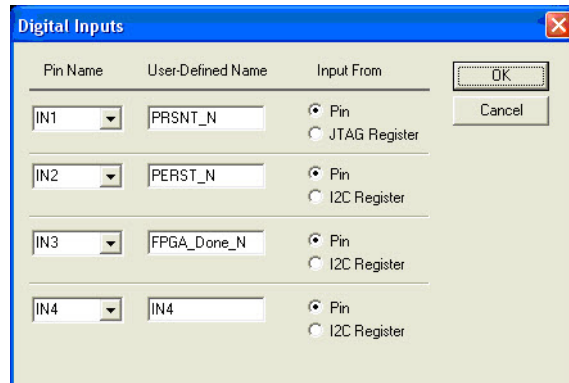 Digital Inputs
Pin Name User-Defined Name Input From
OK
Cancel
IN1 PRSNT_N Pin
JTAG Register
IN2 PERST_N Pin
I2C Register
IN3 FPGA_Done_N Pin
I2C Register
IN4 IN4 Pin
I2C Register